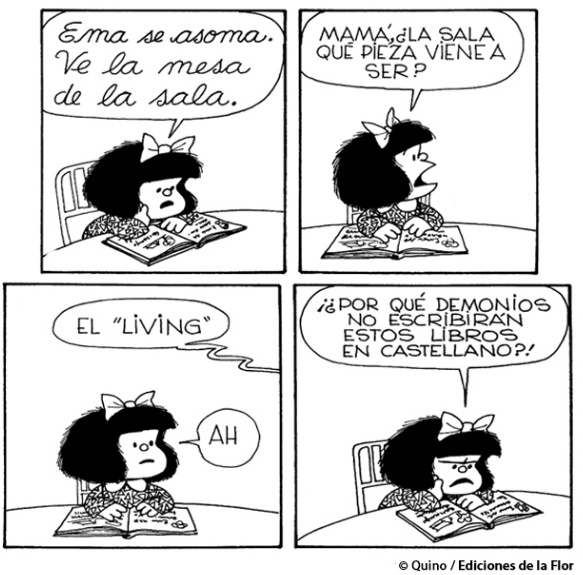 Ema se asoma.
Ve la mesa
de la sala.
MAMÁ, ¿LA SALA
QUÉ PIEZA VIENE A
SER?
EL "LIVING"
AH
¡¿POR QUÉ DEMONIOS
NO ESCRIBIRÁN
ESTOS LIBROS
EN CASTELLANO?!
© Quino / Ediciones de la Flor